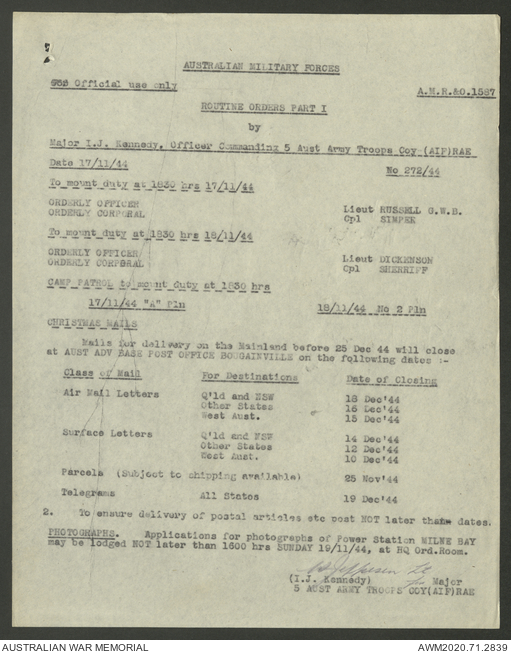 AUSTRALIAN MILITARY FORCES
Official use only
A.M.R.&O.1587
ROUTINE ORDERS PART I
by
Major I.J. Kennedy, Officer Commanding 5 Aust Army Troops Coy (AIF)RAE
Date 17/11/44 No 272/44
To mount duty at 1830 hrs 17/11/44
ORDERLY OFFICER Lieut RUSSELL G.W.B.
ORDENLY CORPORAL Cpl SIMPER
To mount duty at 1830 hrs 18/11/44
ORDERLY OFFICER Lieut DICKENSON
ORDERLY CORPORAL Cpl SHERRIFF
CAMP PATROL to mount duty at 1830 hrs
17/11/44 "A" Pln 18/11/44 No 2 Pln
CHRISTMAS MAILS
Mails for delivery on the Mainland before 25 Dec 44 will close
at AUST ADV BASE POST OFFICE BOUGAINVILLE on the following dates :-
Class of Mail For Destinations Date of Closing
Air Mail Letters Q'ld and NSW 18 Dec'44
Other States 16 Dec'44
West Aust. 15 Dec'44
Surface Letters Q'ld and NSW 14 Dec'44
Other States 12 Dec'44
West Aust. 10 Dec'44
Parcels (Subject to shipping available) 25 Nov'44
Telegrams All States 19 Dec'44
2. To ensure delivery of postal articles etc post NOT later than dates.
PHOTOGRAPHS. Applications for photographs of Power Station MILNE BAY
may be lodged NOT later than 1600 hrs SUNDAY 19/11/44, at HQ Ord.Room.
(I.J. Kennedy) Major
5 AUST ARMY TROOPS COY(AIF)RAE
AUSTRALIAN WAR MEMORIAL AWM2020.71.2839